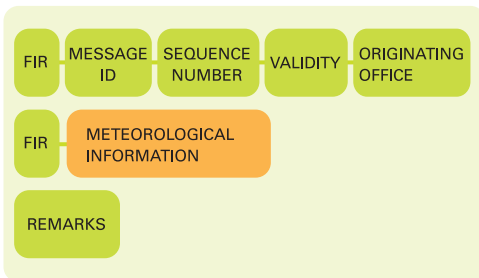 FIR MESSAGE ID SEQUENCE NUMBER VALIDITY ORIGINATING OFFICE
FIR METEOROLOGICAL INFORMATION
REMARKS